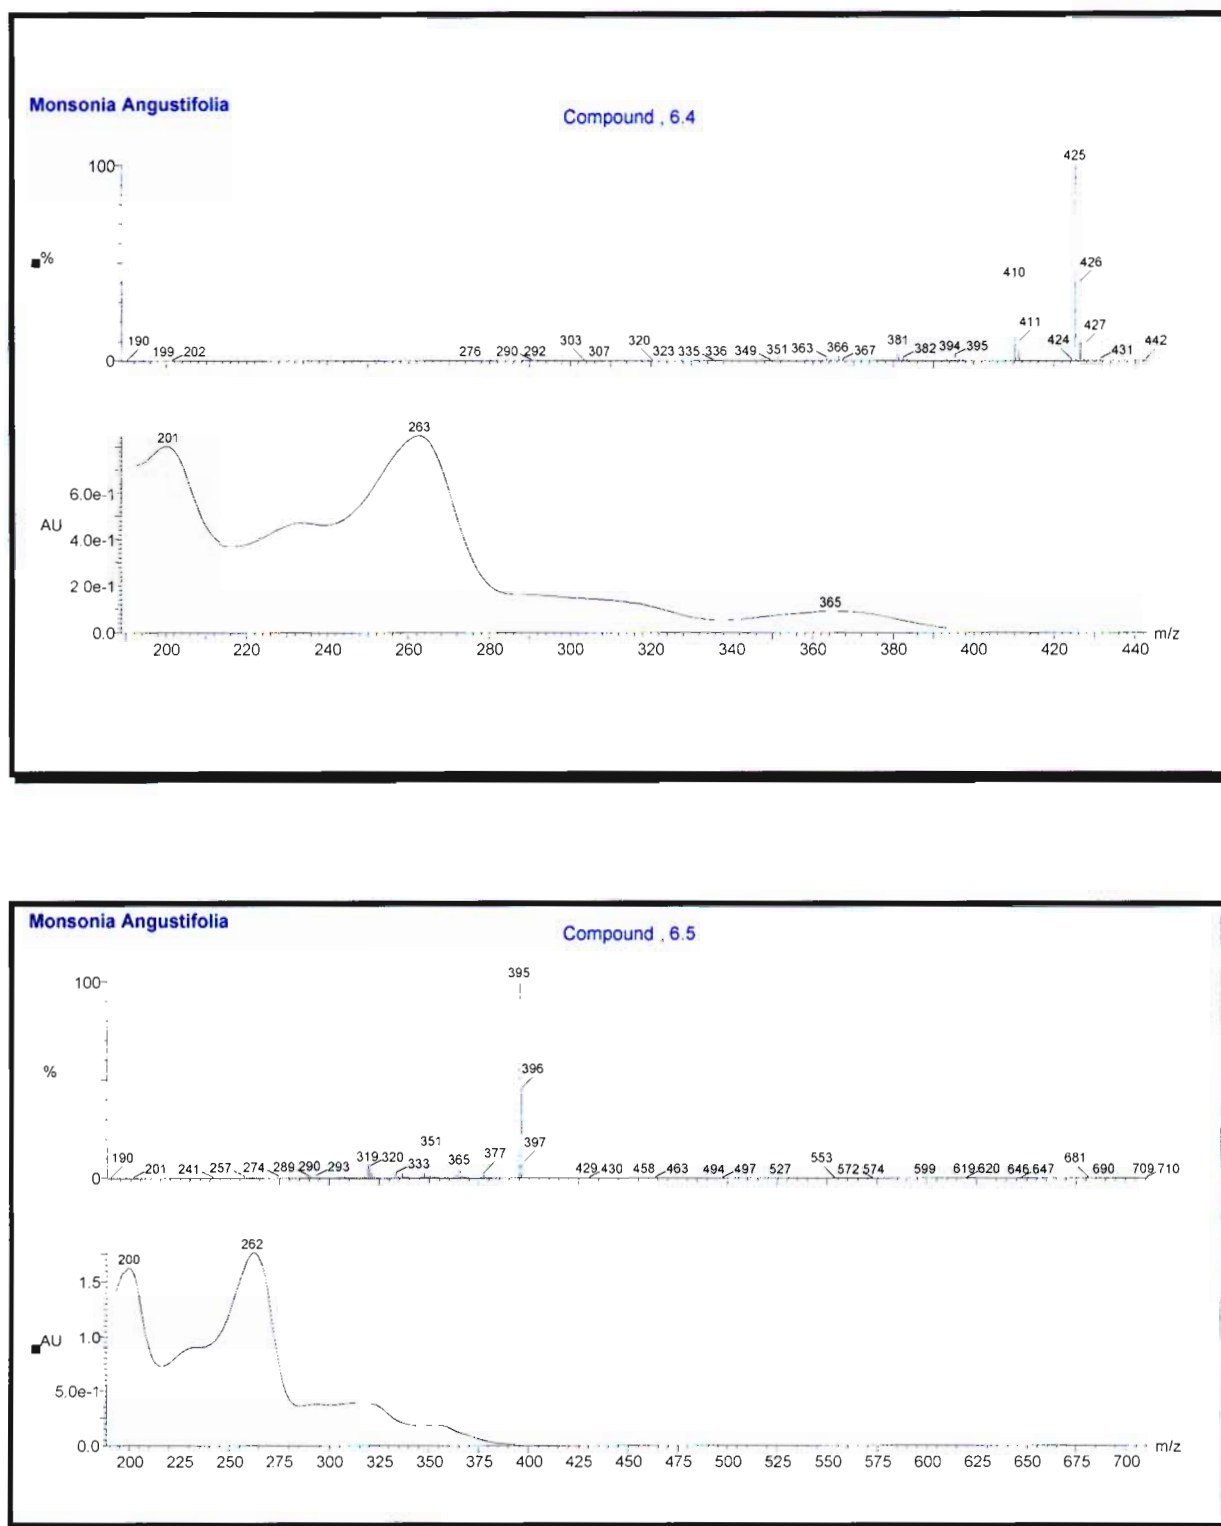 Monsonia Angustifolia
Compound , 6.4
100
425
%
410
426
411
427
190
199 202
276
290 292
303
307
320
323 335 336
349
351 363
366
367
381
382 394 395
424
431
442
0
201
263
6.0e-1
AU
4.0e-1
2 0e-1
365
0.0
m/z
200 220 240 260 280 300 320 340 360 380 400 420 440
Monsonia Angustifolia
Compound , 6.5
100
395
%
396
397
190
201 241 257 274 289 290 293
319 320
333
351
365
377
429 430 458 463 494 497 527
553
572 574 599 619 620 646 647
681
690 709 710
0
200
262
1.5
AU
1.0
5.0e-1
0.0
m/z
200 225 250 275 300 325 350 375 400 425 450 475 500 525 550 575 600 625 650 675 700